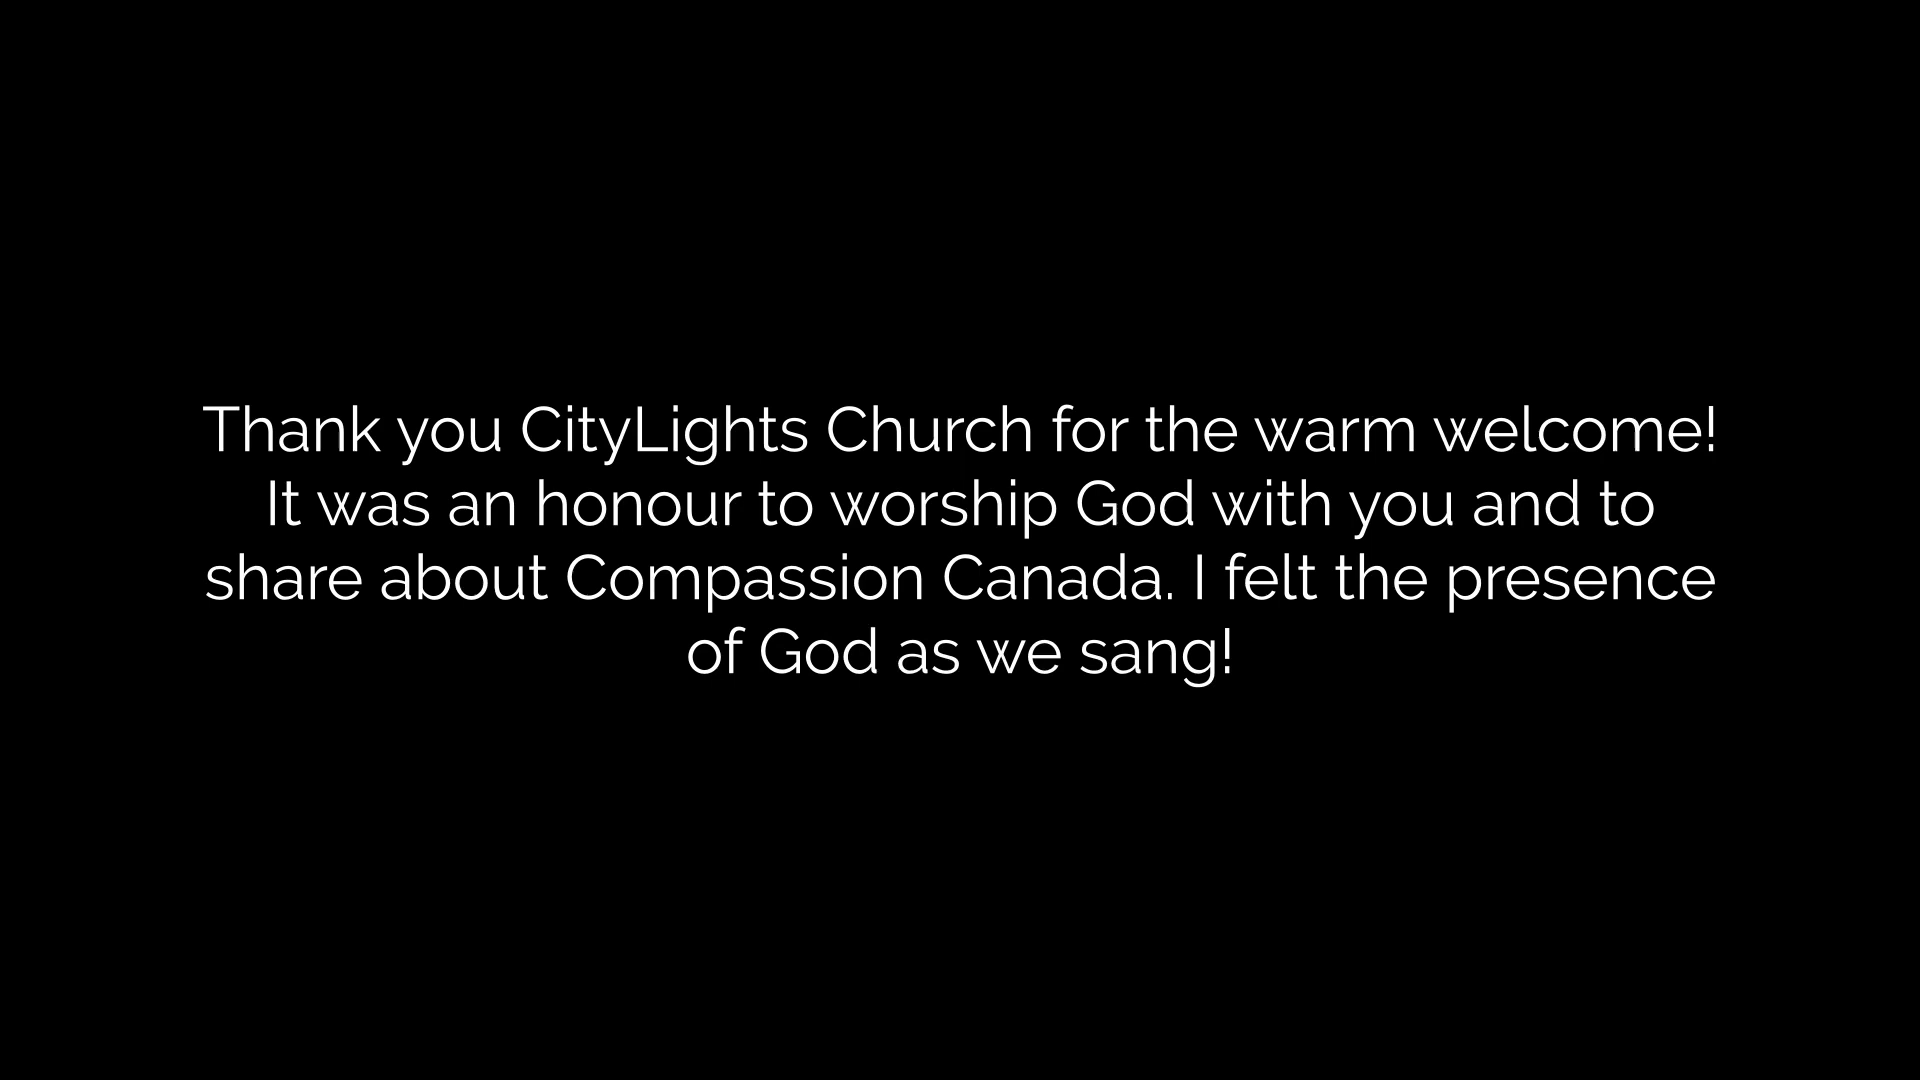 Thank you CityLights Church for the warm welcome!
It was an honour to worship God with you and to
share about Compassion Canada. I felt the presence
of God as we sang!